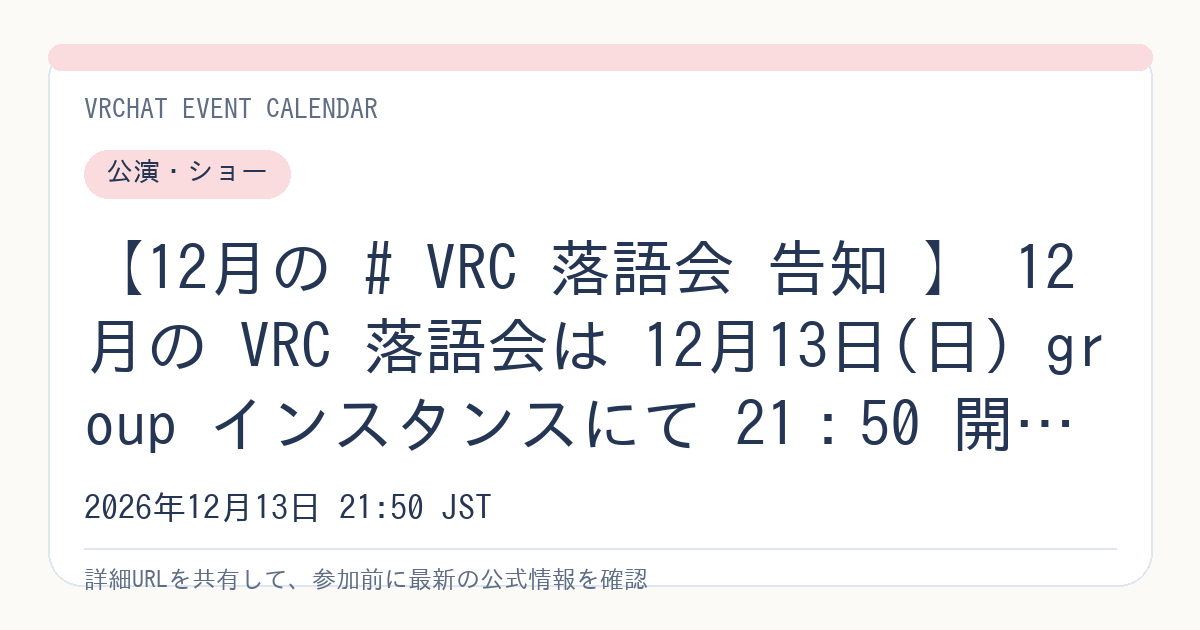 VRCHAT EVENT CALENDAR
公演・ショー
【12月の # VRC 落語会 告知 】 12
月の VRC 落語会は 12月13日(日) gr
oup インスタンスにて 21：50 開…
2026年12月13日 21:50 JST
詳細URLを共有して、参加前に最新の公式情報を確認